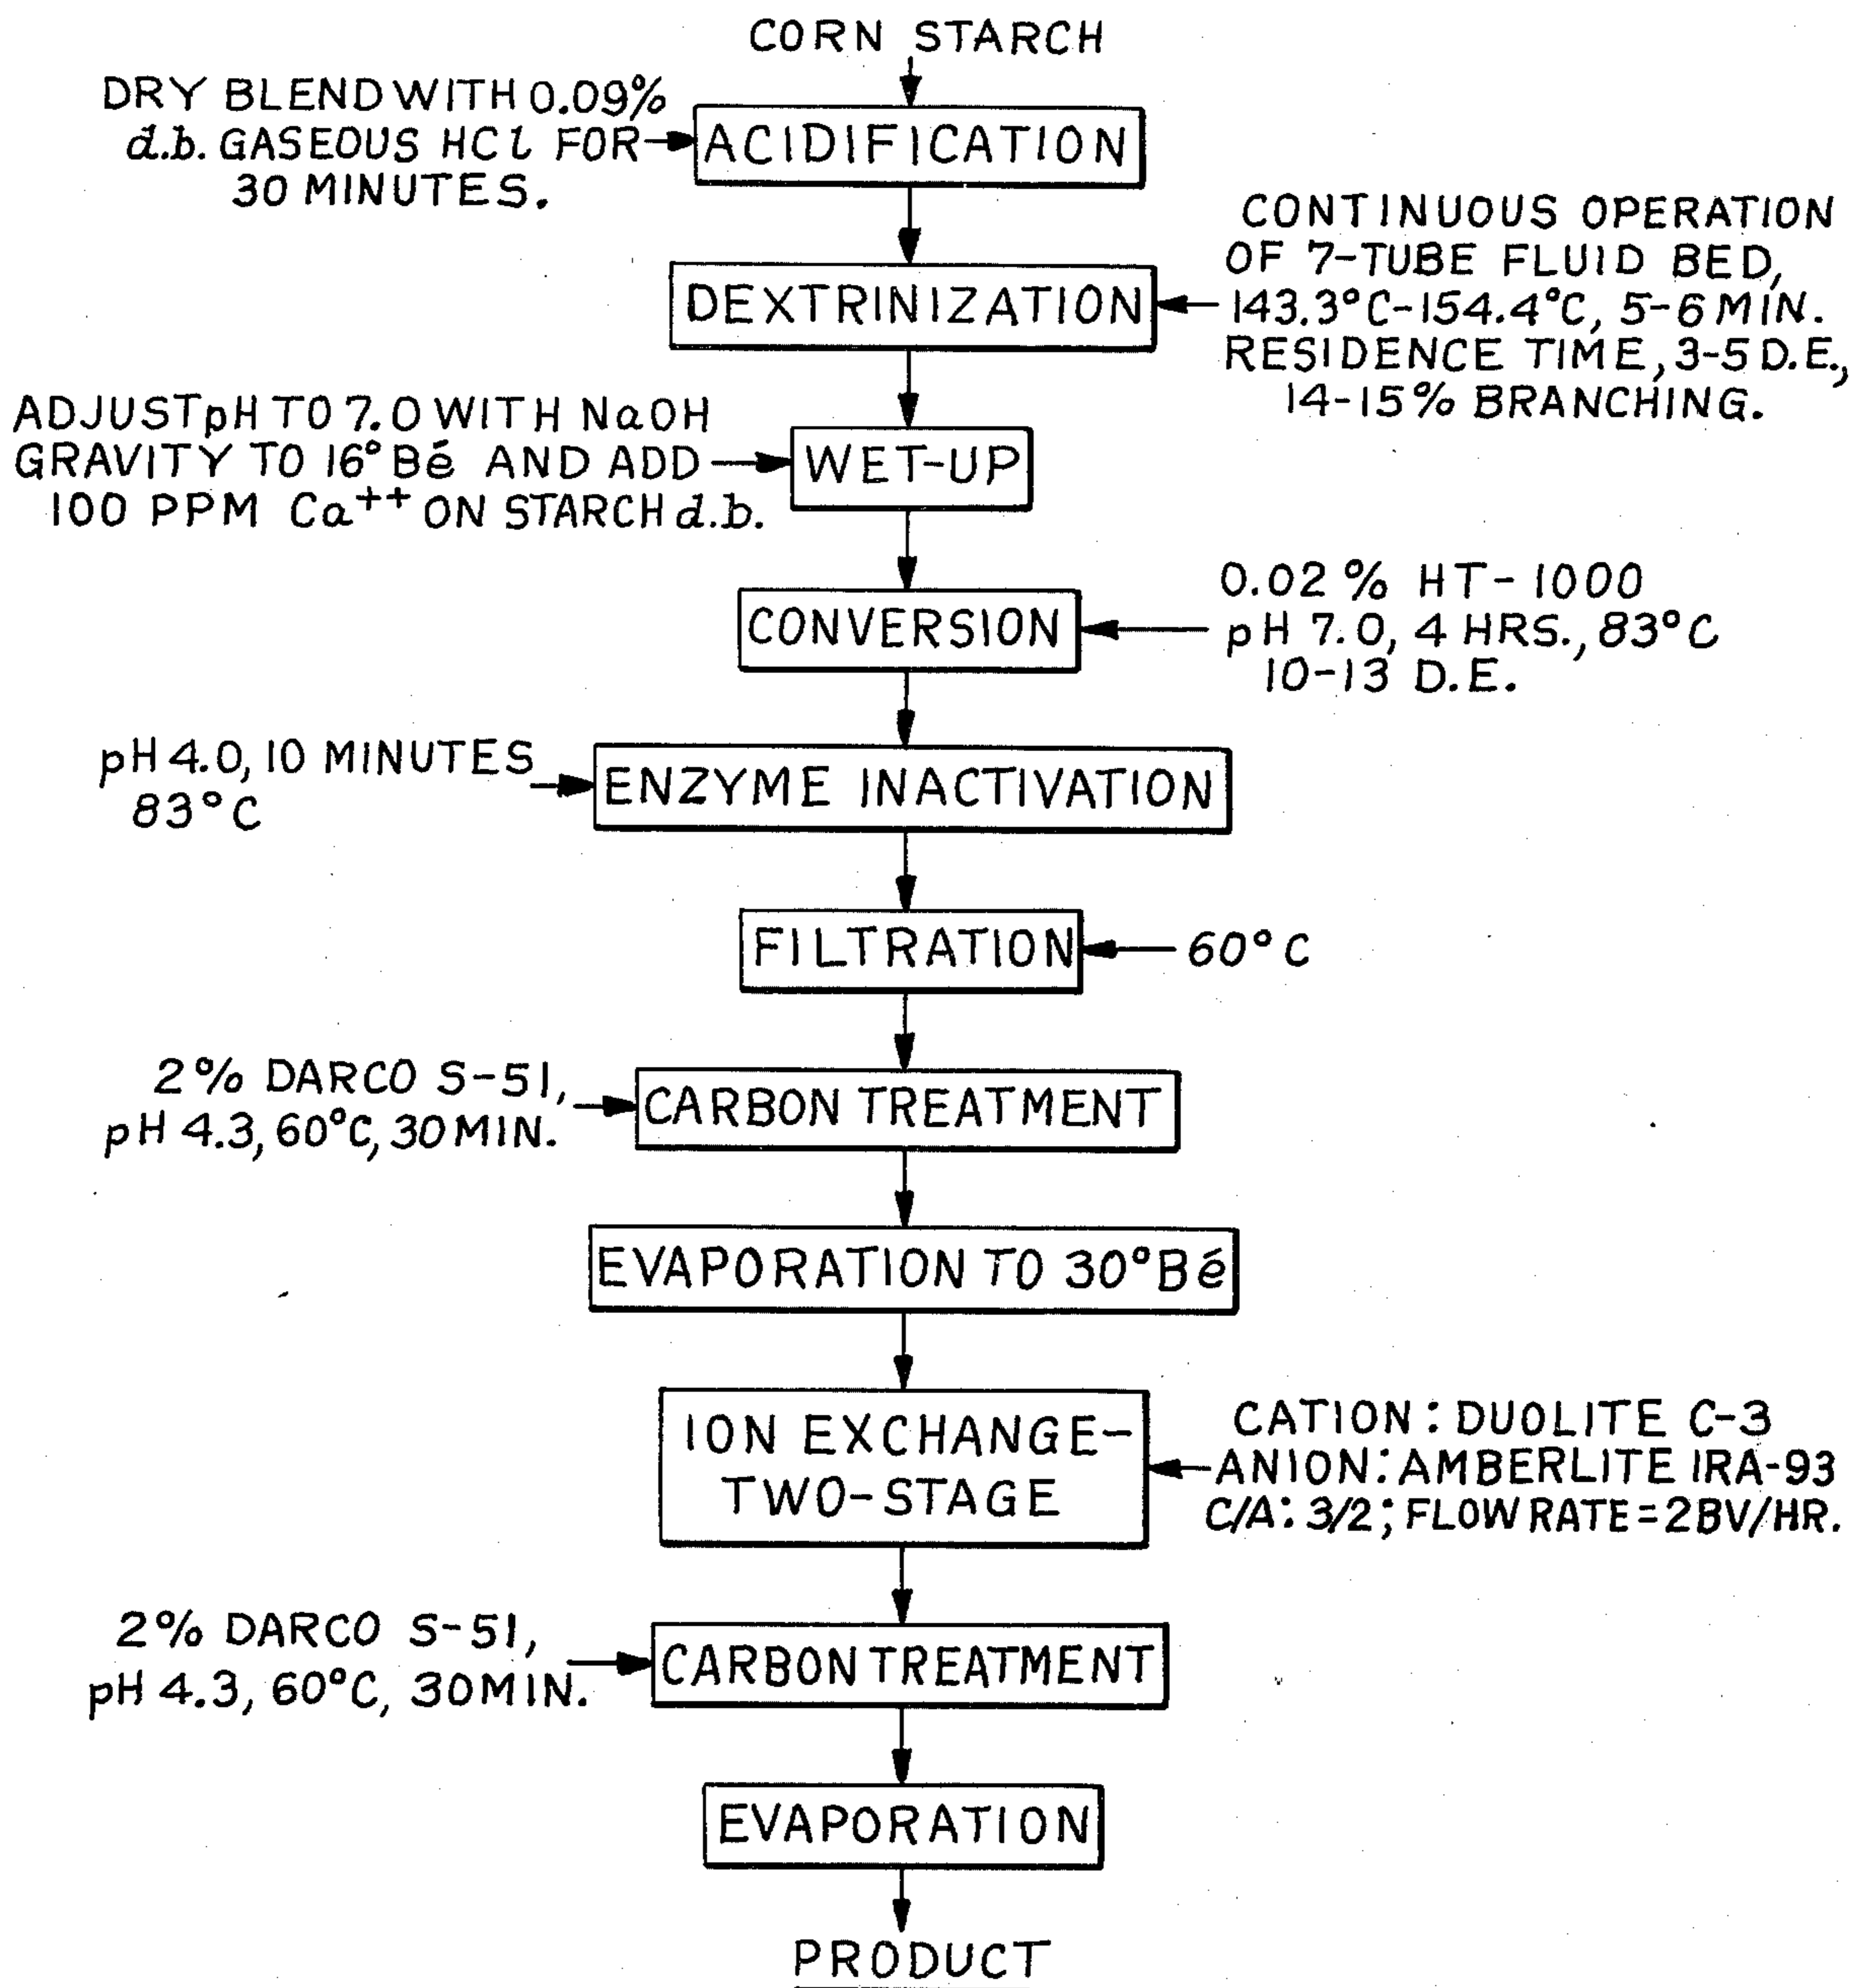 CORN STARCH
DRY BLEND WITH 0.09%
d.b. GASEOUS HCl FOR
30 MINUTES.
ACIDIFICATION
CONTINUOUS OPERATION
OF 7-TUBE FLUID BED,
143.3°C-154.4°C, 5-6 MIN.
RESIDENCE TIME, 3-5 D.E.,
14-15% BRANCHING.
DEXTRINIZATION
ADJUST pH TO 7.0 WITH NaOH
GRAVITY TO 16° Bé AND ADD
100 PPM Ca++ ON STARCH d.b.
WET-UP
0.02% HT-1000
pH 7.0, 4 HRS., 83°C
10-13 D.E.
CONVERSION
pH 4.0, 10 MINUTES
83°C
ENZYME INACTIVATION
FILTRATION
60°C
2% DARCO S-51,
pH 4.3, 60°C, 30 MIN.
CARBON TREATMENT
EVAPORATION TO 30°Bé
ION EXCHANGE-
TWO-STAGE
CATION: DUOLITE C-3
ANION: AMBERLITE IRA-93
C/A: 3/2; FLOW RATE=2BV/HR.
2% DARCO S-51,
pH 4.3, 60°C, 30MIN.
CARBON TREATMENT
EVAPORATION
PRODUCT